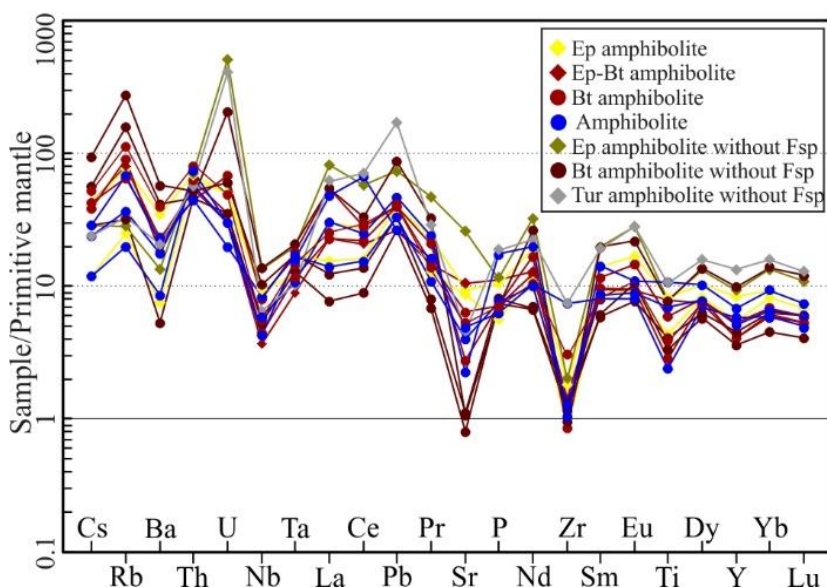 1000
100
10
1
0.1
Sample/Primitive mantle
Ep amphibolite
Ep-Bt amphibolite
Bt amphibolite
Amphibolite
Ep amphibolite without Fsp
Bt amphibolite without Fsp
Tur amphibolite without Fsp
Cs Ba U Ta Ce Pr P Zr Eu Dy Yb
Rb Th Nb La Pb Sr Nd Sm Ti Y Lu